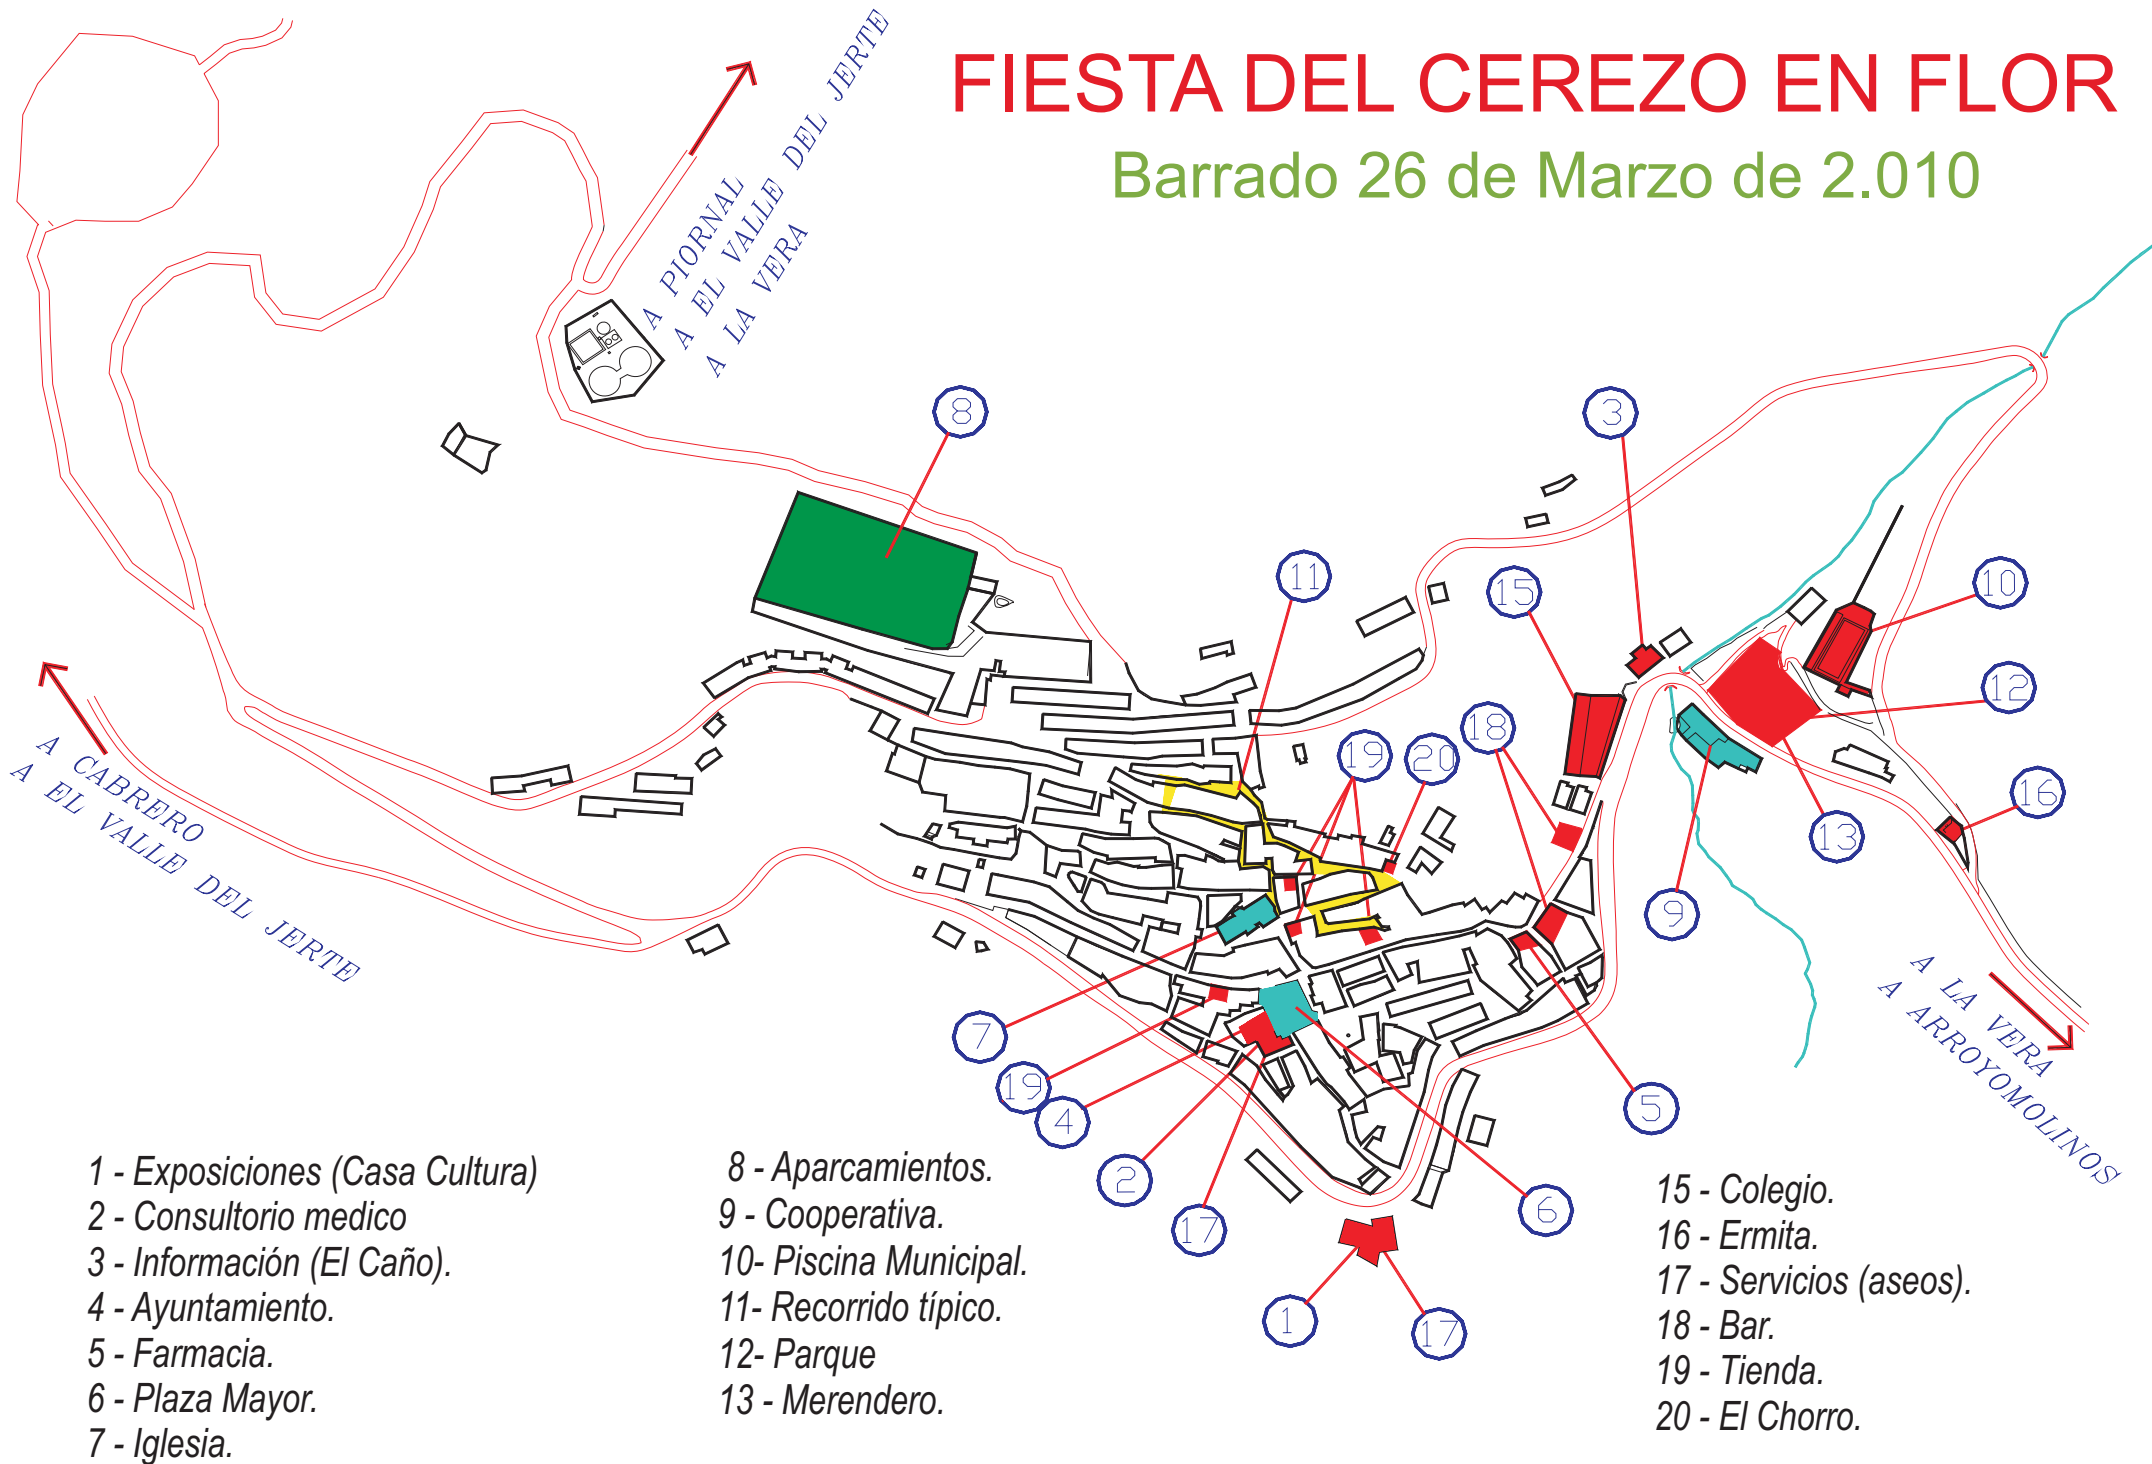 FIESTA DEL CEREZO EN FLOR
Barrado 26 de Marzo de 2.010
A PIORNAL
A EL VALLE DEL JERTE
A LA VERA
8
3
11
15
10
12
18
19
20
16
13
9
A CABRERO
A EL VALLE DEL JERTE
A LA VERA
A ARROYOMOLINOS
7
19
4
5
2
17
6
1
17
1 - Exposiciones (Casa Cultura)
2 - Consultorio medico
3 - Información (El Caño).
4 - Ayuntamiento.
5 - Farmacia.
6 - Plaza Mayor.
7 - Iglesia.
8 - Aparcamientos.
9 - Cooperativa.
10- Piscina Municipal.
11- Recorrido típico.
12- Parque
13 - Merendero.
15 - Colegio.
16 - Ermita.
17 - Servicios (aseos).
18 - Bar.
19 - Tienda.
20 - El Chorro.